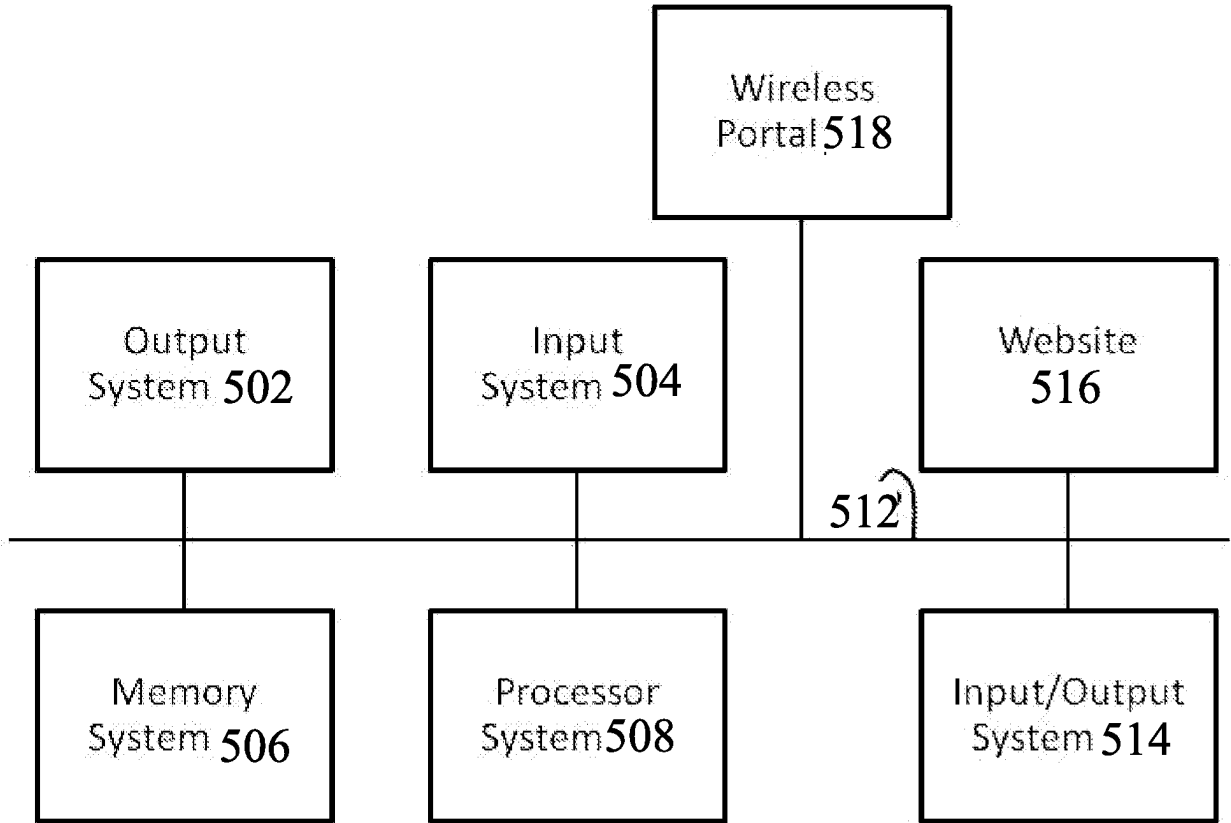 Wireless
Portal 518
Output
System 502
Input
System 504
Website
516
512
Memory
System 506
Processor
System 508
Input/Output
System 514